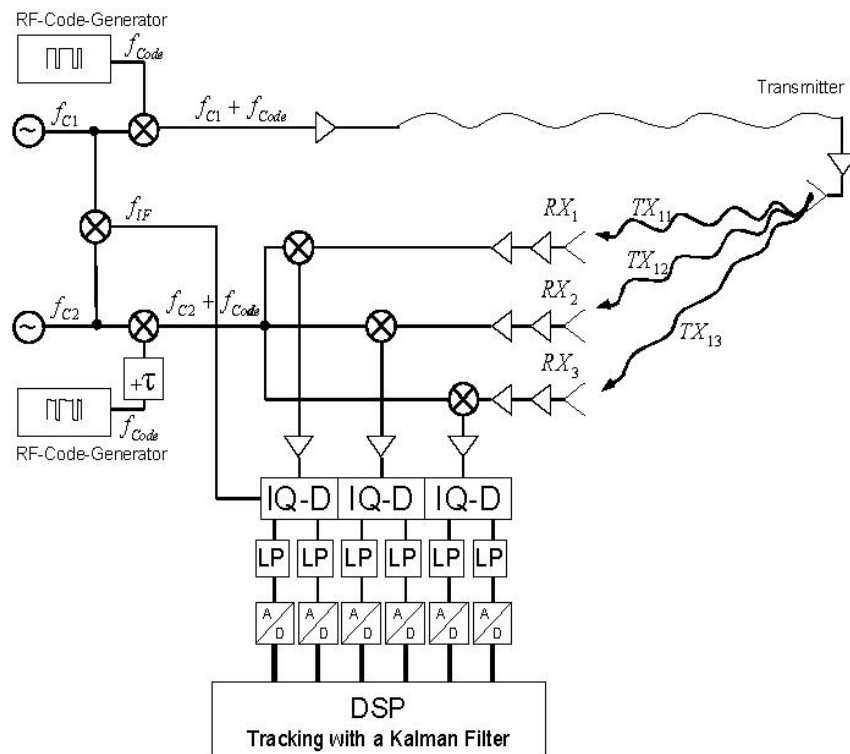 RF-Code-Generator
f_Code
Transmitter
f_C1
f_C1 + f_Code
f_IF
RX_1
TX_11
TX_12
RX_2
f_C2
f_C2 + f_Code
TX_13
RX_3
+τ
f_Code
RF-Code-Generator
IQ-D IQ-D IQ-D
LP LP LP LP LP LP
A/D A/D A/D A/D A/D A/D
DSP
Tracking with a Kalman Filter